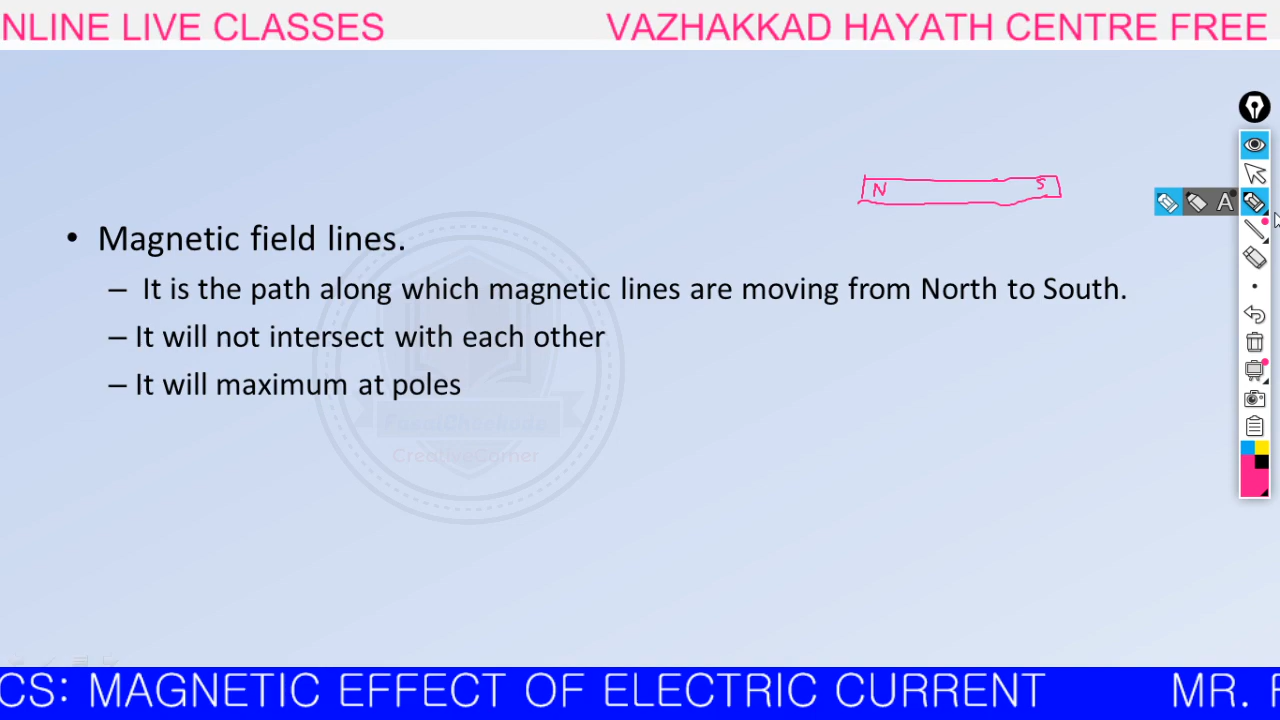 NLINE LIVE CLASSES VAZHAKKAD HAYATH CENTRE FREE
N S
A
• Magnetic field lines.
– It is the path along which magnetic lines are moving from North to South.
– It will not intersect with each other
– It will maximum at poles
CreativeCorner
CS: MAGNETIC EFFECT OF ELECTRIC CURRENT MR.